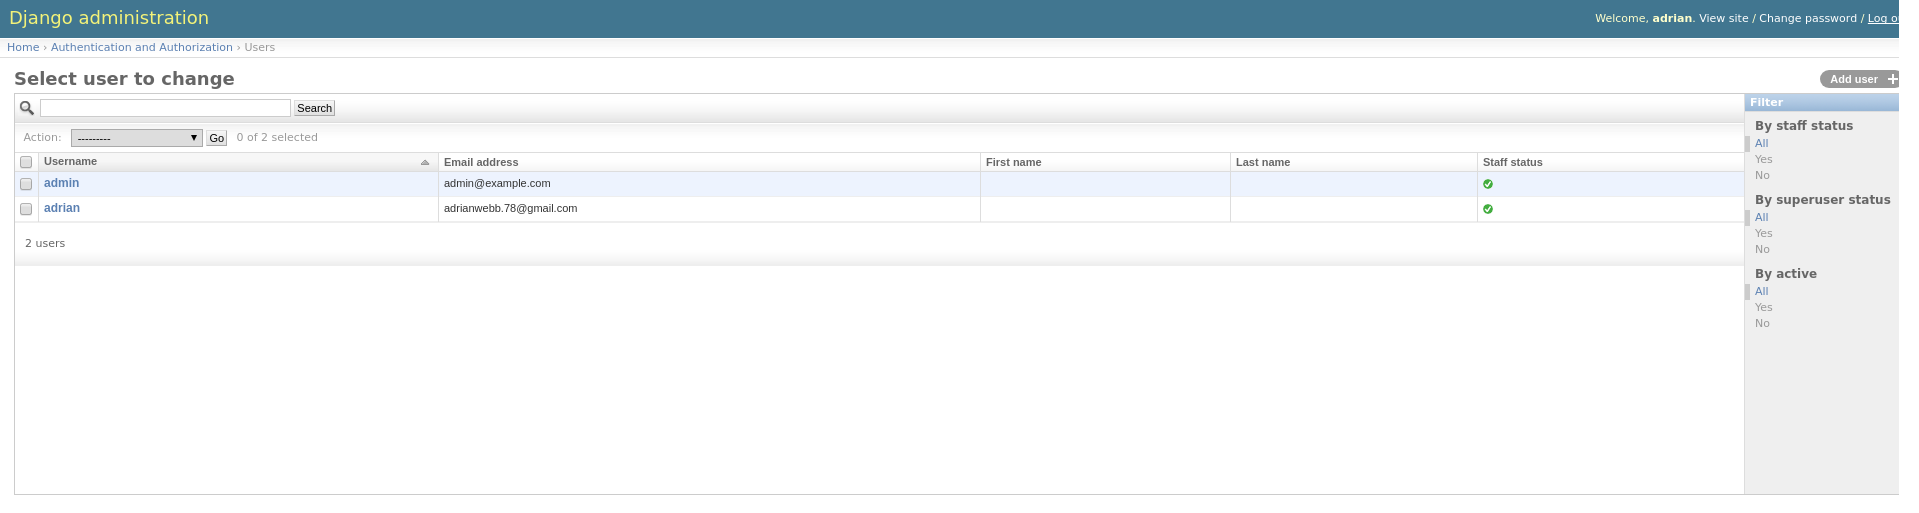 Django administration
Welcome, adrian. View site / Change password / Log ou
Home › Authentication and Authorization › Users
Select user to change
Add user +
Search
Filter
Action: --------- ▼ Go 0 of 2 selected
Username Email address First name Last name Staff status
admin admin@example.com
adrian adrianwebb.78@gmail.com
2 users
By staff status
All
Yes
No
By superuser status
All
Yes
No
By active
All
Yes
No